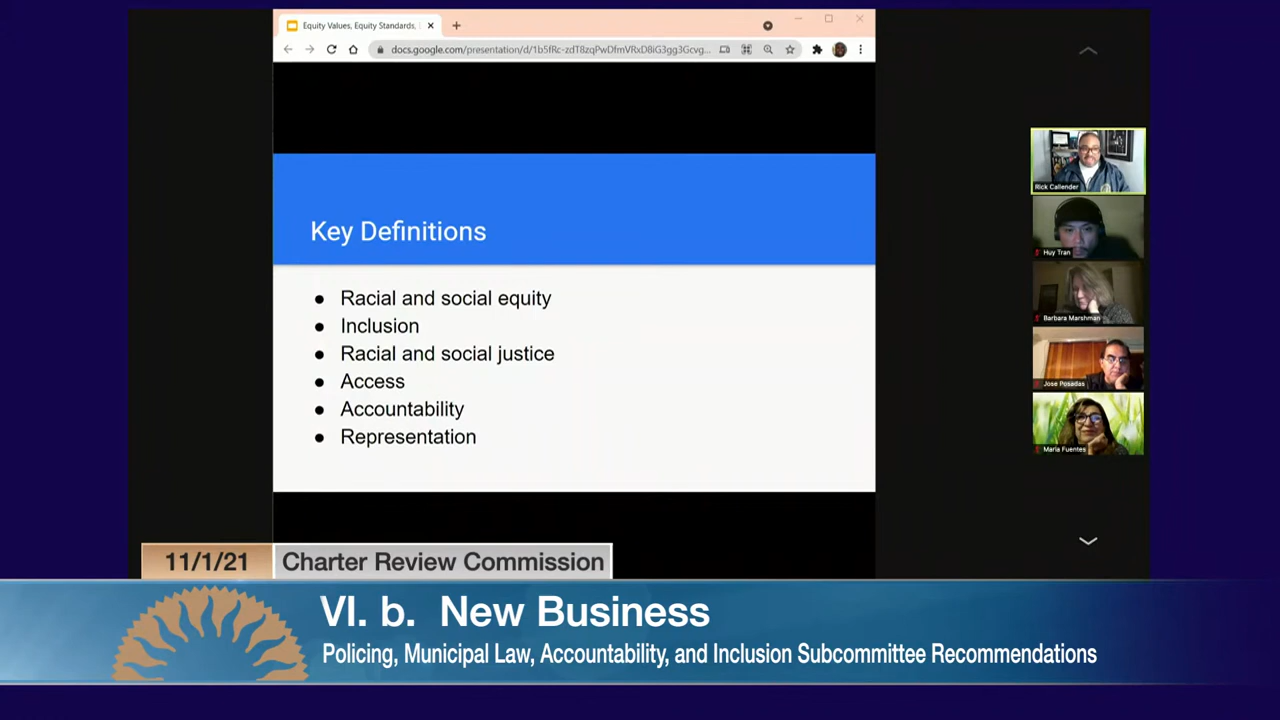 Equity Values, Equity Standards,
docs.google.com/presentation/d/1b5fRc-zdT8zqPwDfmVRxD8iG3gg3Gcvg...
Key Definitions
● Racial and social equity
● Inclusion
● Racial and social justice
● Access
● Accountability
● Representation
Rick Callender
Huy Tran
Barbara Marshman
Jose Posadas
Maria Fuentes
11/1/21 Charter Review Commission
VI. b. New Business
Policing, Municipal Law, Accountability, and Inclusion Subcommittee Recommendations